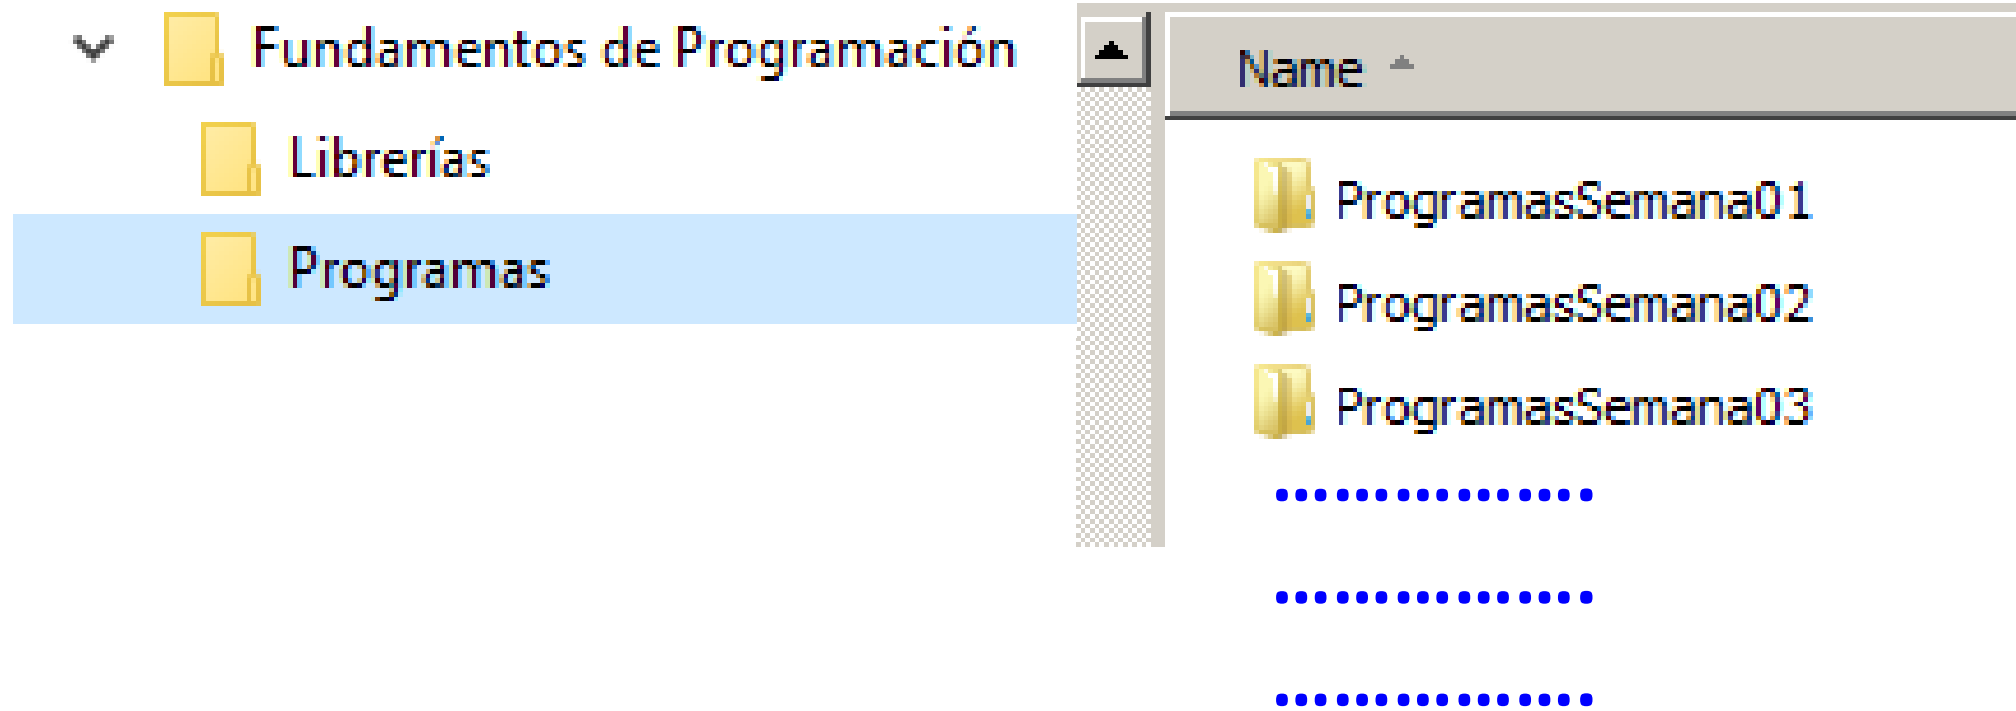 Fundamentos de Programación
Librerías
Programas
Name
ProgramasSemana01
ProgramasSemana02
ProgramasSemana03
................
................
................